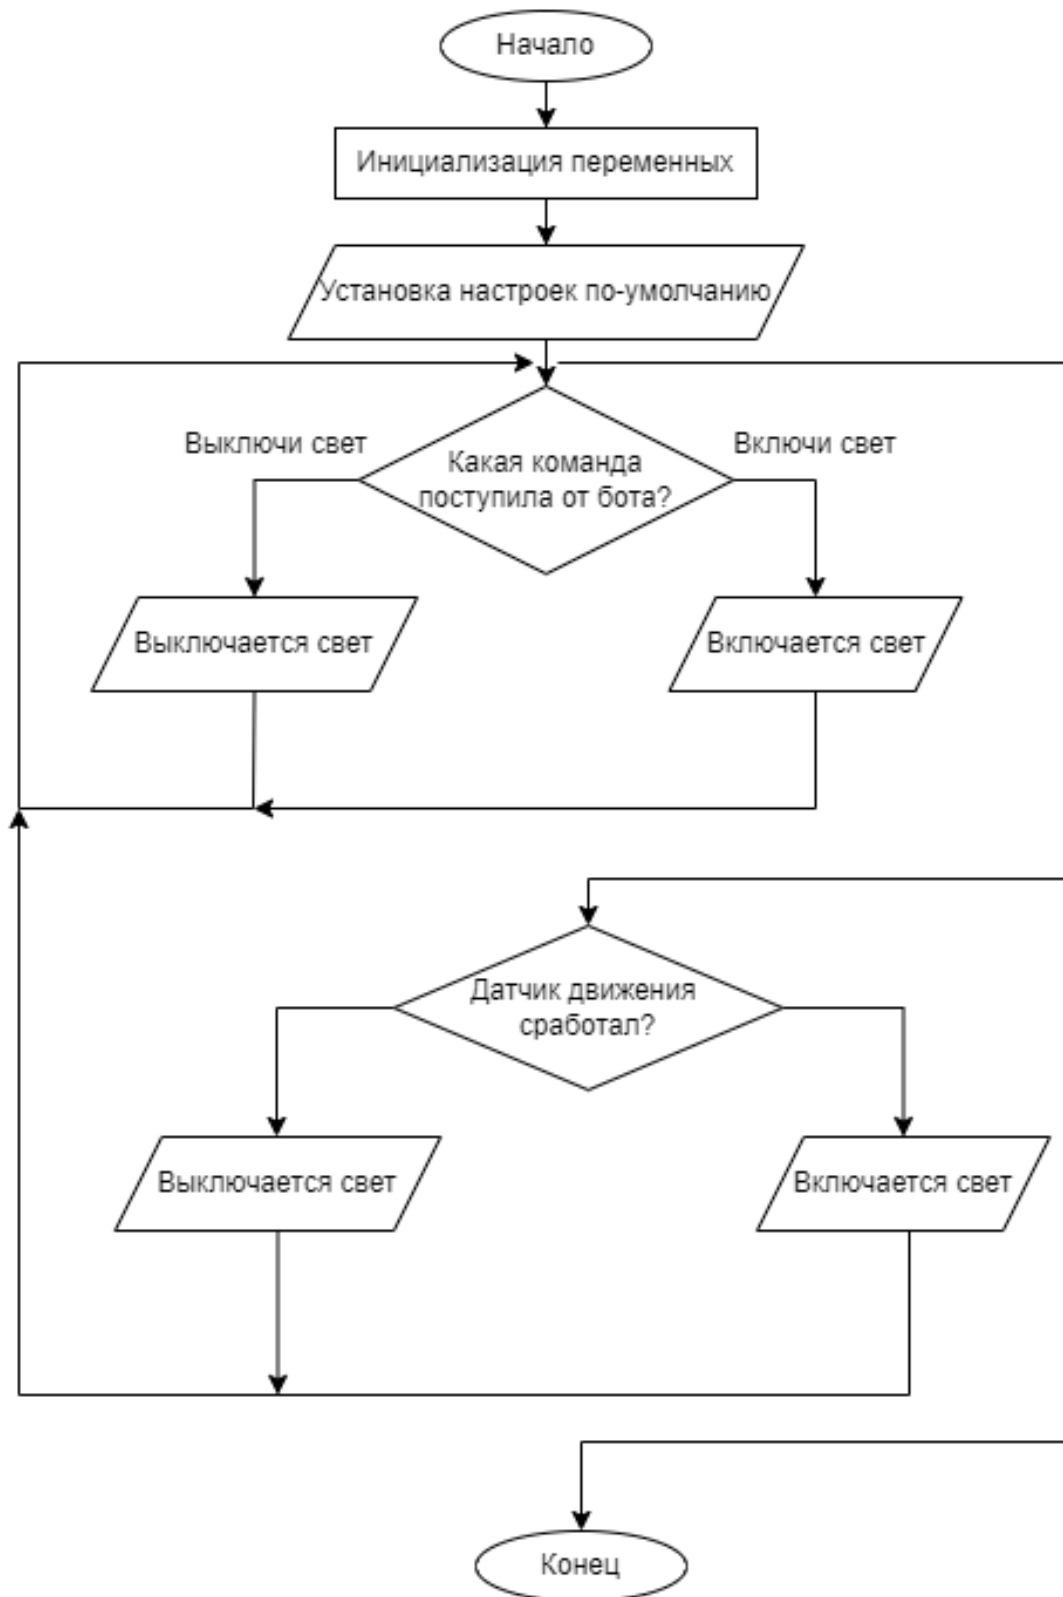 Начало
Инициализация переменных
Установка настроек по-умолчанию
Выключи свет
Включи свет
Какая команда
поступила от бота?
Выключается свет
Включается свет
Датчик движения
сработал?
Выключается свет
Включается свет
Конец